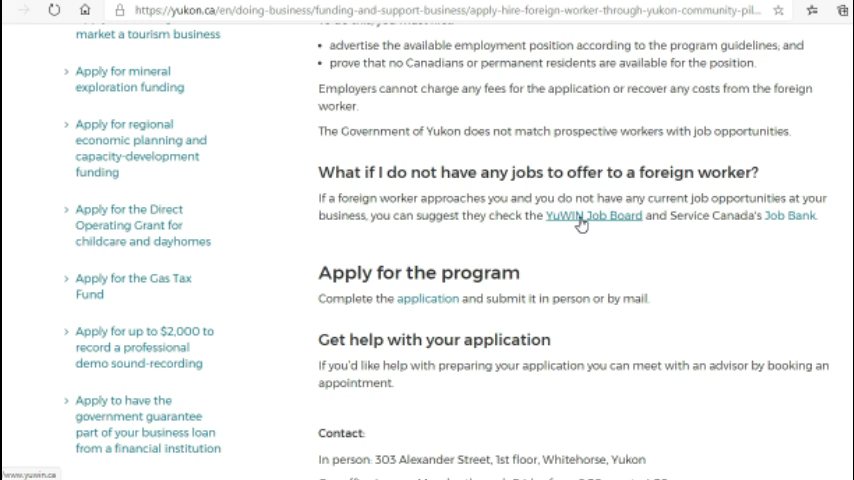 https://yukon.ca/en/doing-business/funding-and-support-business/apply-hire-foreign-worker-through-yukon-community-pil...
market a tourism business
> Apply for mineral
exploration funding
> Apply for regional
economic planning and
capacity-development
funding
> Apply for the Direct
Operating Grant for
childcare and dayhomes
> Apply for the Gas Tax
Fund
> Apply for up to $2,000 to
record a professional
demo sound-recording
> Apply to have the
government guarantee
part of your business loan
from a financial institution
• advertise the available employment position according to the program guidelines; and
• prove that no Canadians or permanent residents are available for the position.
Employers cannot charge any fees for the application or recover any costs from the foreign
worker.
The Government of Yukon does not match prospective workers with job opportunities.
What if I do not have any jobs to offer to a foreign worker?
If a foreign worker approaches you and you do not have any current job opportunities at your
business, you can suggest they check the YuWIN Job Board and Service Canada's Job Bank.
Apply for the program
Complete the application and submit it in person or by mail.
Get help with your application
If you'd like help with preparing your application you can meet with an advisor by booking an
appointment.
Contact:
In person: 303 Alexander Street, 1st floor, Whitehorse, Yukon
/www.yuwin.ca